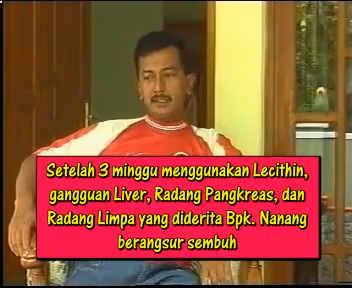 Setelah 3 minggu menggunakan Lecithin,
gangguan Liver, Radang Pangkreas, dan
Radang Limpa yang diderita Bpk. Nanang
berangsur sembuh